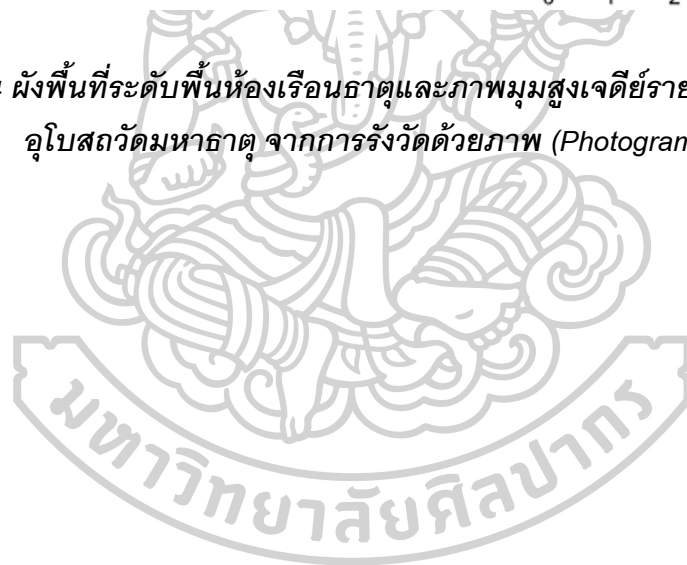 ผังพื้นที่ระดับพื้นห้องเรือนธาตุและภาพมุมสูงเจดีย์ราย
อุโบสถวัดมหาธาตุ จากการรังวัดด้วยภาพ (Photogram
มหาวิทยาลัยศิลปากร